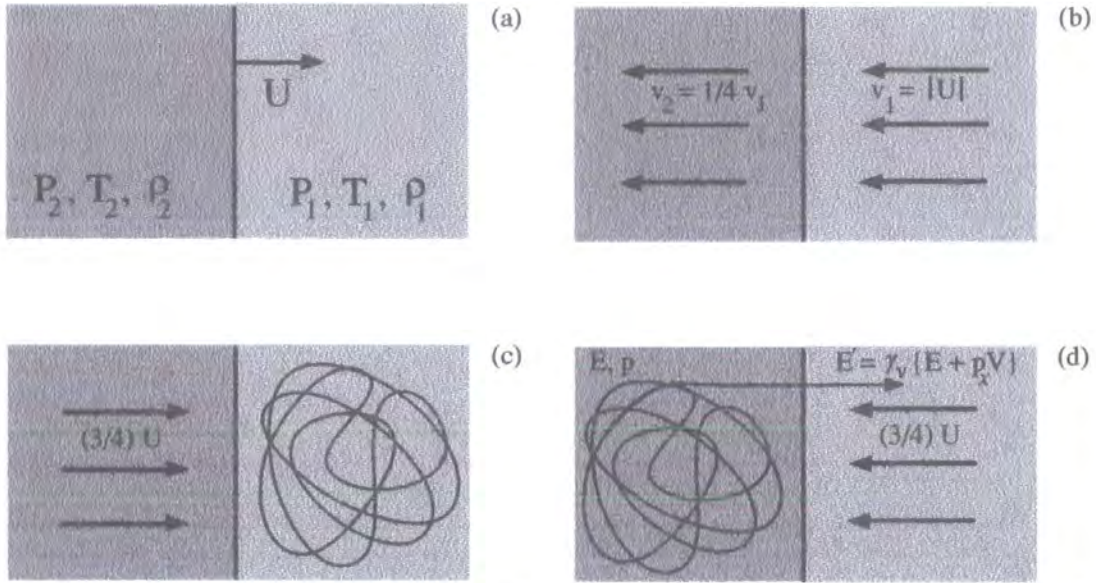 (a)
U
P₂, T₂, ρ₂
P₁, T₁, ρ₁
(b)
v₂ = 1/4 v₁
v₁ = |U|
(c)
(3/4) U
(d)
E, p
E' = γᵥ {E + pₓV}
(3/4) U